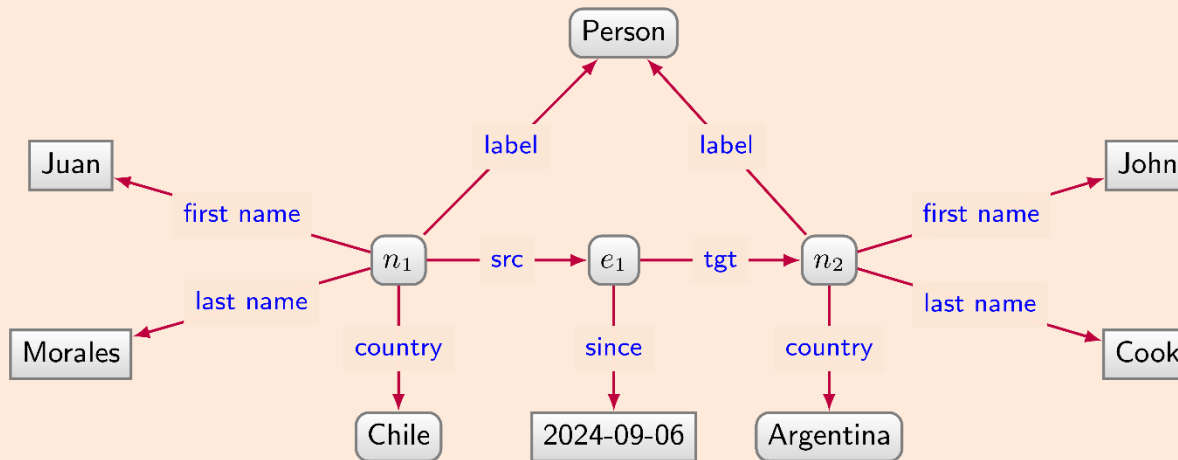 Person
label
label
Juan
John
first name
first name
n₁
src
e₁
tgt
n₂
last name
last name
Morales
country
since
country
Cook
Chile
2024-09-06
Argentina